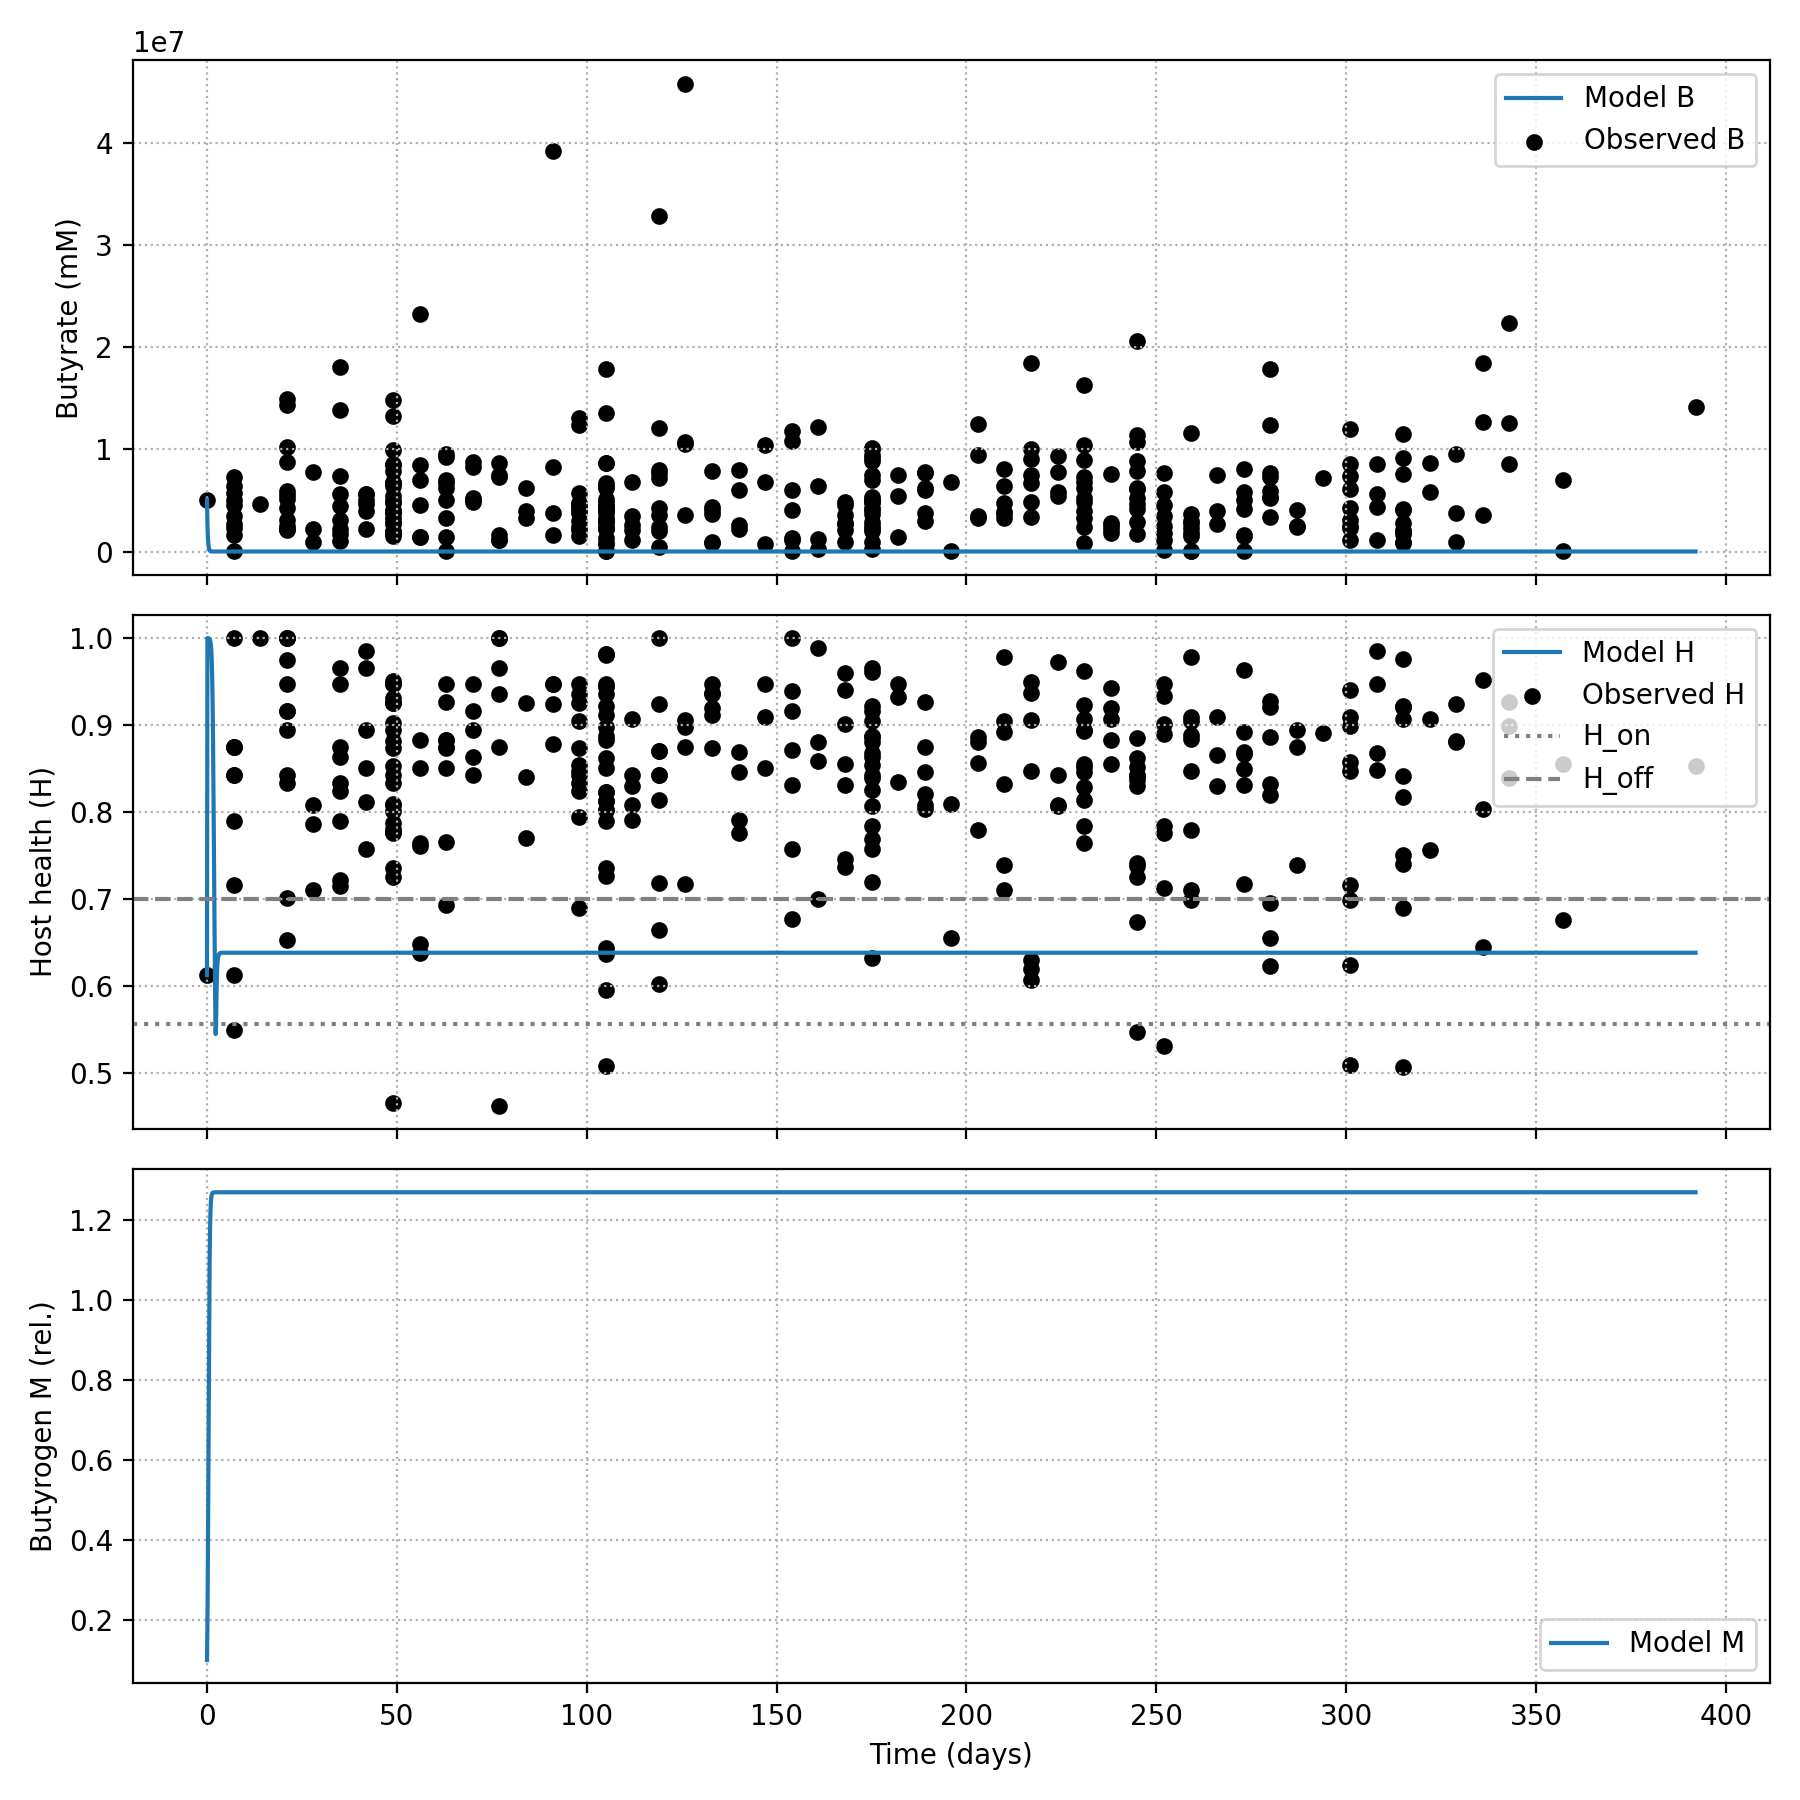 1e7
Butyrate (mM)
4
3
2
1
0
Model B
Observed B
Host health (H)
1.0
0.9
0.8
0.7
0.6
0.5
Model H
Observed H
H_on
H_off
Butyrogen M (rel.)
1.2
1.0
0.8
0.6
0.4
0.2
Model M
0 50 100 150 200 250 300 350 400
Time (days)